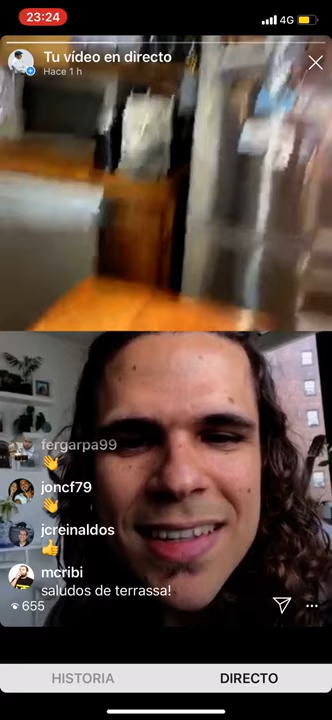 23:24
4G
Tu vídeo en directo
Hace 1 h
fergarpa99
👋
joncf79
👋
jcreinaldos
👍
mcribi
saludos de terrassa!
655
HISTORIA
DIRECTO